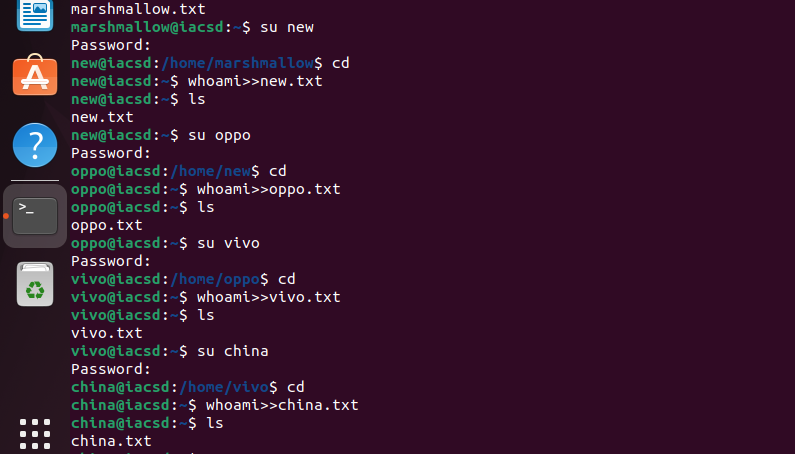 marshmallow.txt
marshmallow@iacsd:~$ su new
Password:
new@iacsd:/home/marshmallow$ cd
new@iacsd:~$ whoami>>new.txt
new@iacsd:~$ ls
new.txt
new@iacsd:~$ su oppo
Password:
oppo@iacsd:/home/new$ cd
oppo@iacsd:~$ whoami>>oppo.txt
oppo@iacsd:~$ ls
oppo.txt
oppo@iacsd:~$ su vivo
Password:
vivo@iacsd:/home/oppo$ cd
vivo@iacsd:~$ whoami>>vivo.txt
vivo@iacsd:~$ ls
vivo.txt
vivo@iacsd:~$ su china
Password:
china@iacsd:/home/vivo$ cd
china@iacsd:~$ whoami>>china.txt
china@iacsd:~$ ls
china.txt